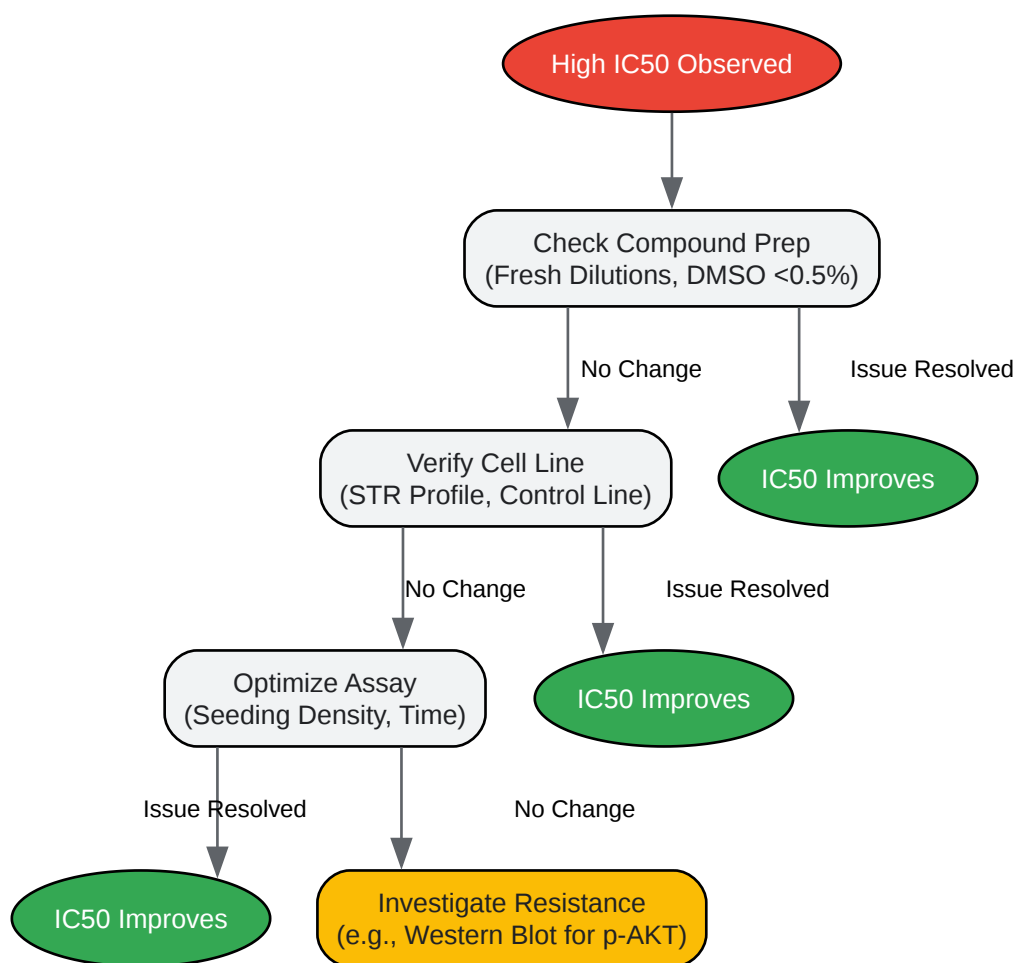 High IC50 Observed
Check Compound Prep
(Fresh Dilutions, DMSO <0.5%)
No Change
Issue Resolved
Verify Cell Line
(STR Profile, Control Line)
IC50 Improves
No Change
Issue Resolved
Optimize Assay
(Seeding Density, Time)
IC50 Improves
Issue Resolved
No Change
IC50 Improves
Investigate Resistance
(e.g., Western Blot for p-AKT)